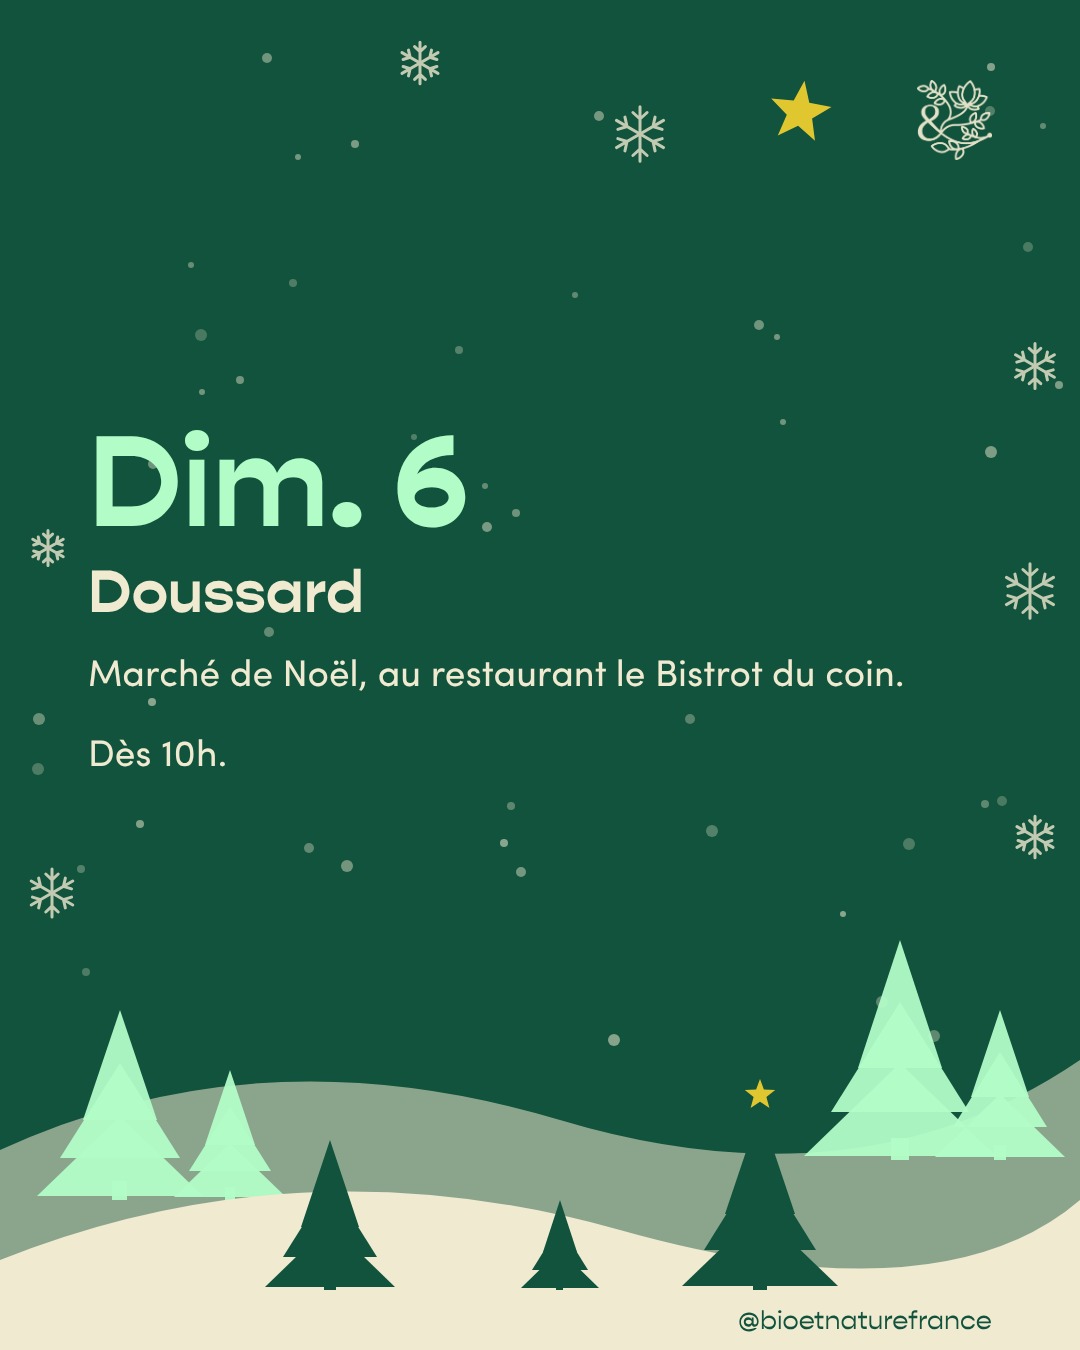 &
Dim. 6
Doussard
Marché de Noël, au restaurant le Bistrot du coin.
Dès 10h.
@bioetnaturefrance